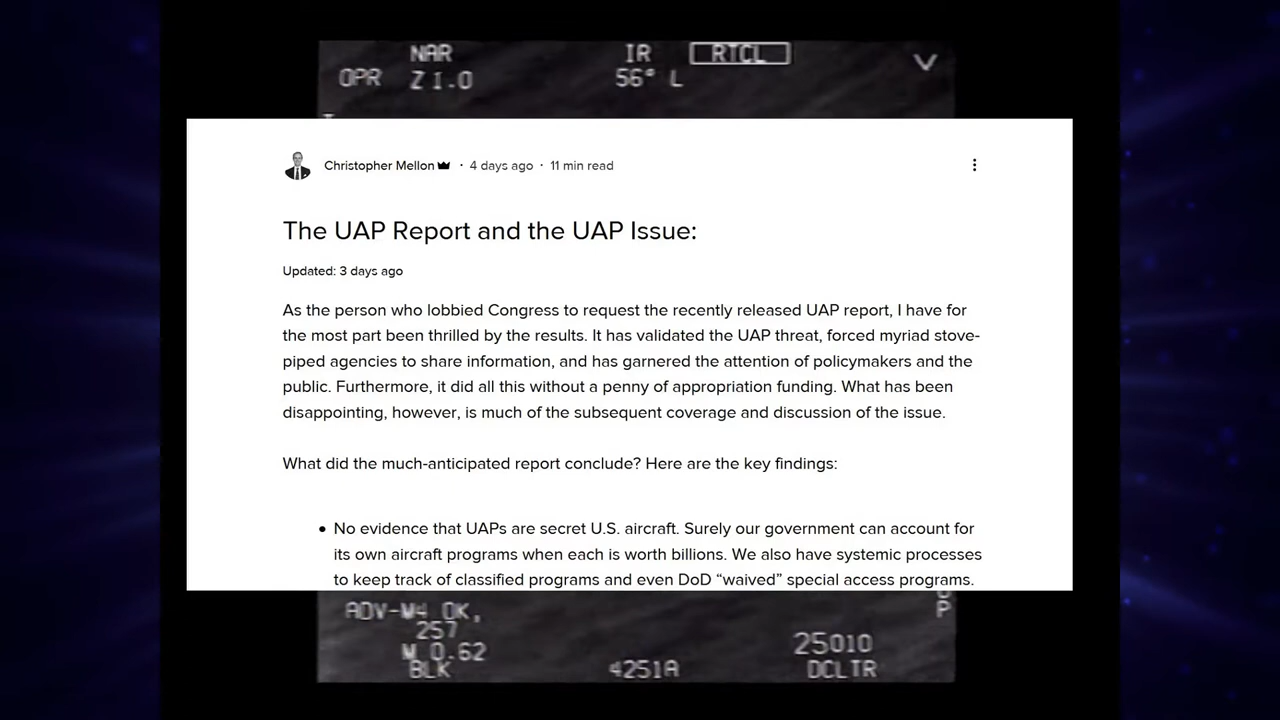 NAR IR RTCL
OPR Z 1.0 56° L
Christopher Mellon · 4 days ago · 11 min read
The UAP Report and the UAP Issue:
Updated: 3 days ago
As the person who lobbied Congress to request the recently released UAP report, I have for
the most part been thrilled by the results. It has validated the UAP threat, forced myriad stove-
piped agencies to share information, and has garnered the attention of policymakers and the
public. Furthermore, it did all this without a penny of appropriation funding. What has been
disappointing, however, is much of the subsequent coverage and discussion of the issue.
What did the much-anticipated report conclude? Here are the key findings:
• No evidence that UAPs are secret U.S. aircraft. Surely our government can account for
its own aircraft programs when each is worth billions. We also have systemic processes
to keep track of classified programs and even DoD “waived” special access programs.
ADV-M4 OK,
257
M 0.62 25010
BLK 4251A DCLTR